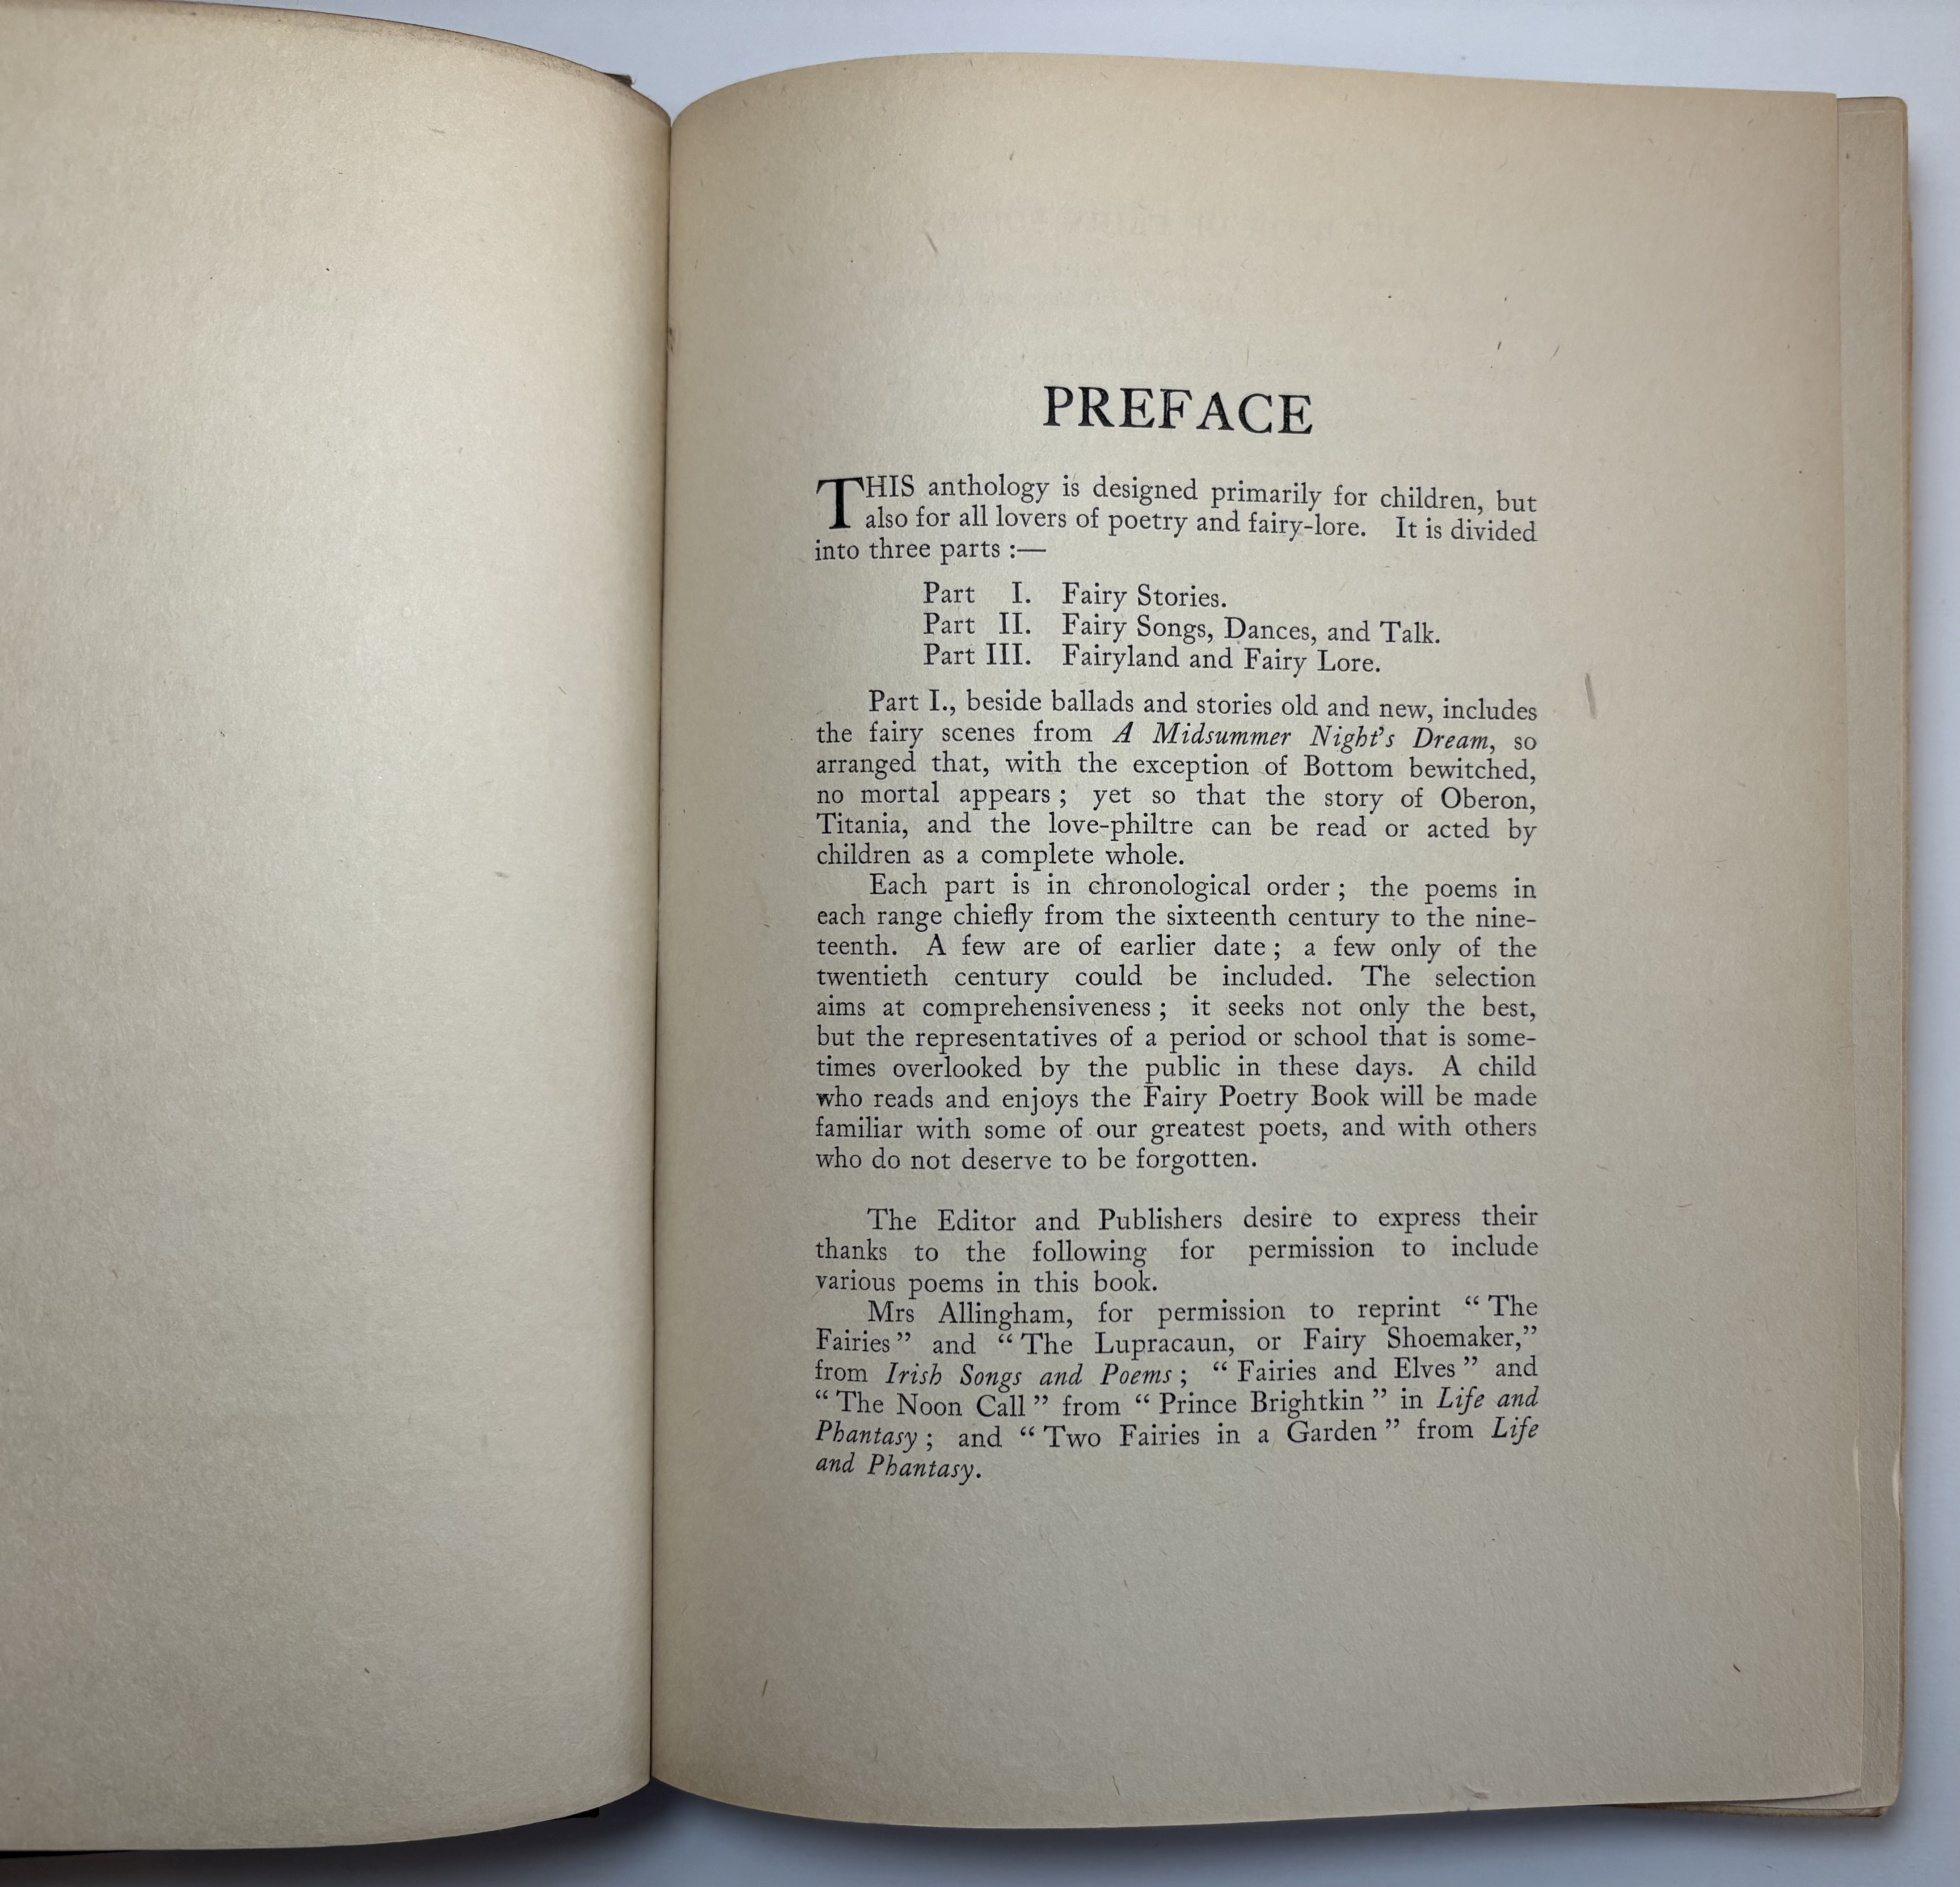 PREFACE
THIS anthology is designed primarily for children, but
also for all lovers of poetry and fairy-lore. It is divided
into three parts :—
Part I. Fairy Stories.
Part II. Fairy Songs, Dances, and Talk.
Part III. Fairyland and Fairy Lore.
Part I., beside ballads and stories old and new, includes
the fairy scenes from A Midsummer Night's Dream, so
arranged that, with the exception of Bottom bewitched,
no mortal appears ; yet so that the story of Oberon,
Titania, and the love-philtre can be read or acted by
children as a complete whole.
Each part is in chronological order ; the poems in
each range chiefly from the sixteenth century to the nine-
teenth. A few are of earlier date ; a few only of the
twentieth century could be included. The selection
aims at comprehensiveness ; it seeks not only the best,
but the representatives of a period or school that is some-
times overlooked by the public in these days. A child
who reads and enjoys the Fairy Poetry Book will be made
familiar with some of our greatest poets, and with others
who do not deserve to be forgotten.
The Editor and Publishers desire to express their
thanks to the following for permission to include
various poems in this book.
Mrs Allingham, for permission to reprint “ The
Fairies ” and “ The Lupracaun, or Fairy Shoemaker,”
from Irish Songs and Poems ; “ Fairies and Elves ” and
“ The Noon Call ” from “ Prince Brightkin ” in Life and
Phantasy ; and “ Two Fairies in a Garden ” from Life
and Phantasy.